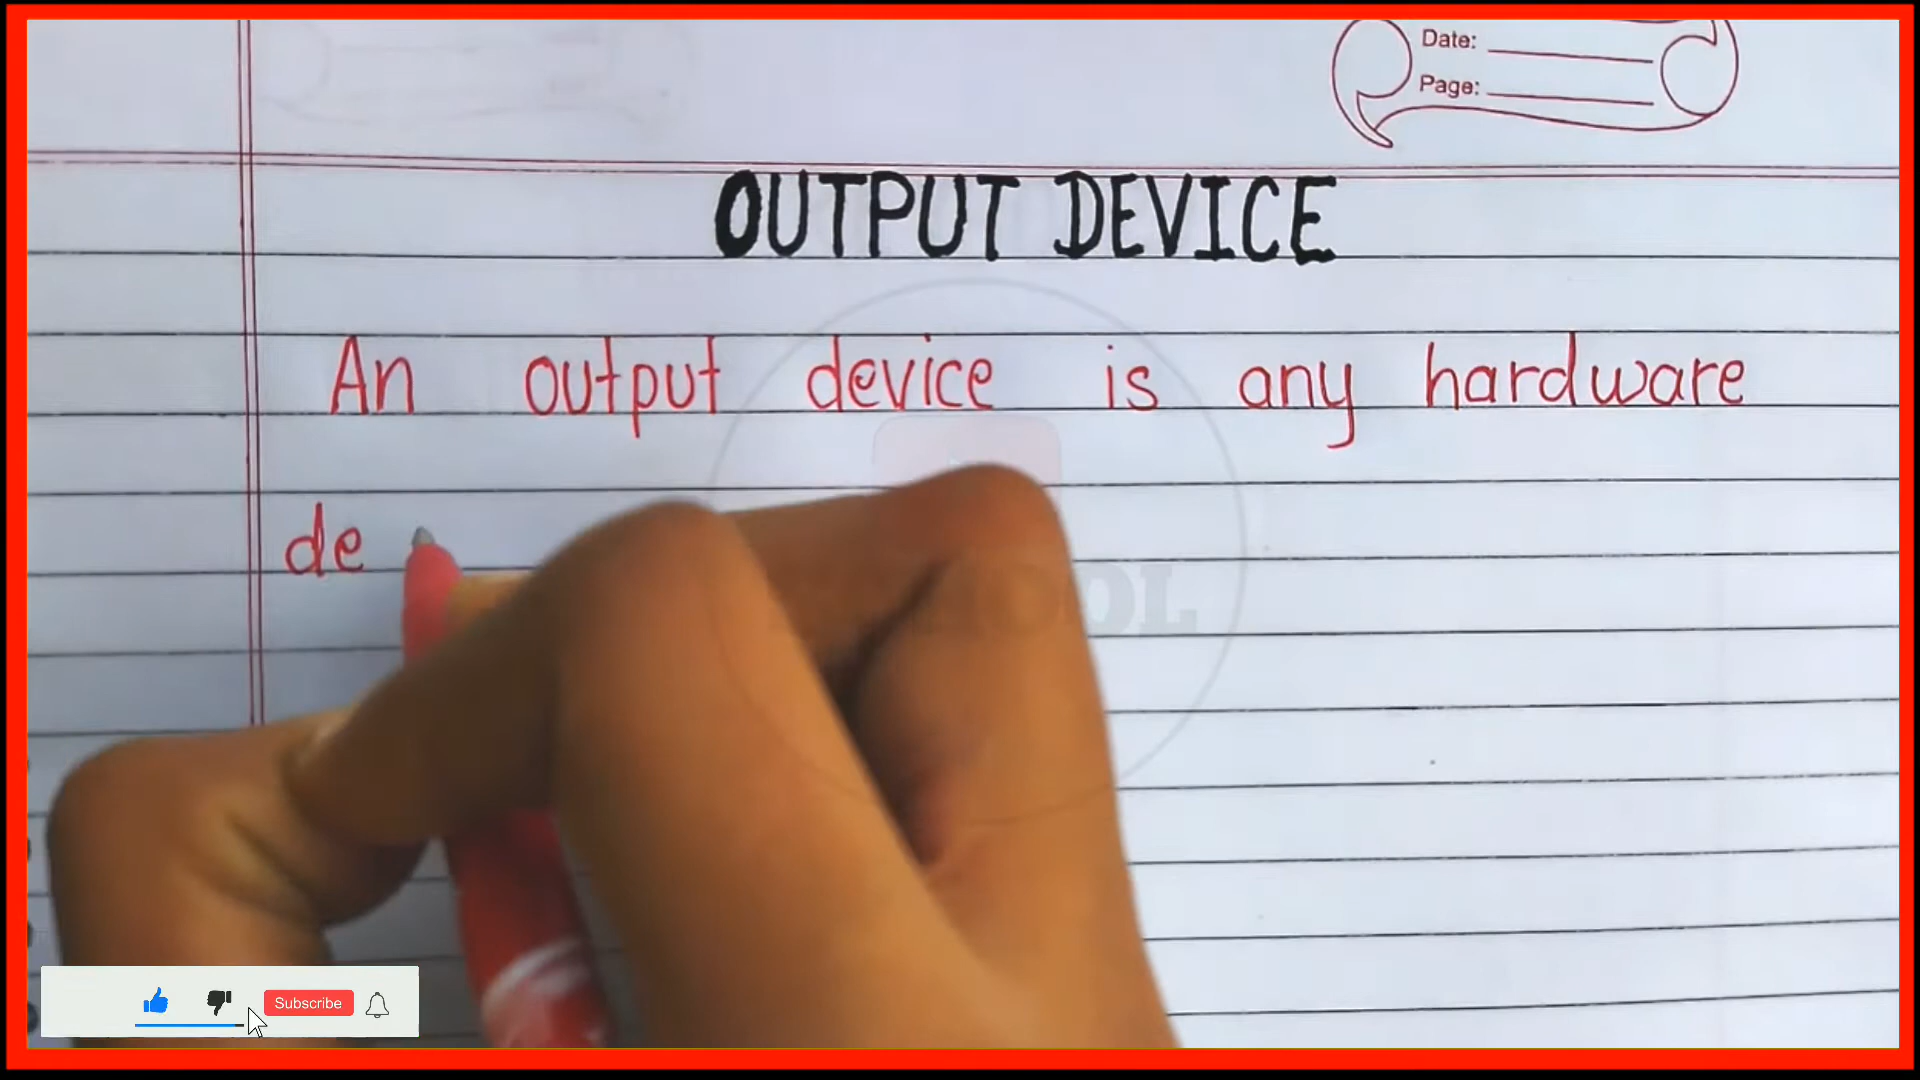 Date:
Page:
OUTPUT DEVICE
An output device is any hardware
de
Subscribe